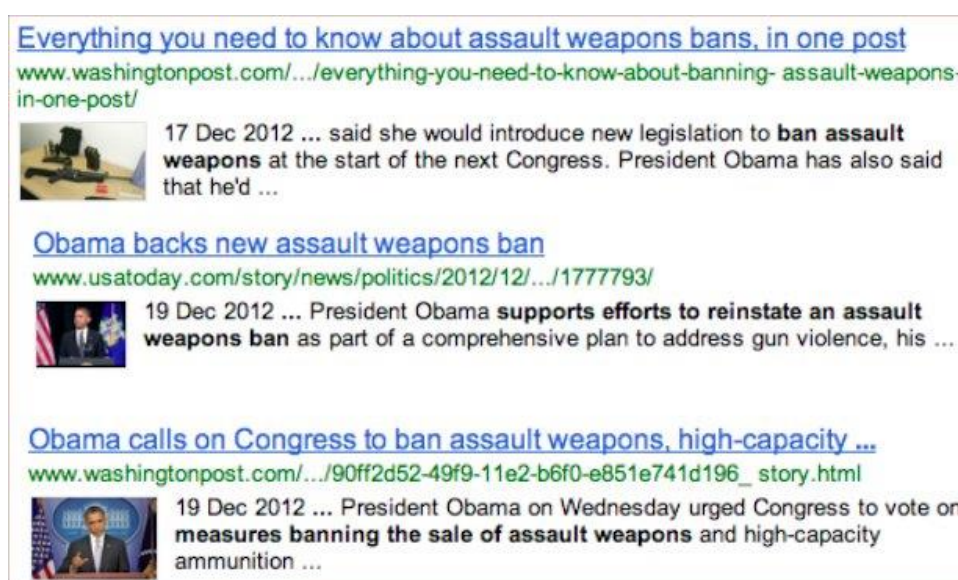 Everything you need to know about assault weapons bans, in one post
www.washingtonpost.com/.../everything-you-need-to-know-about-banning- assault-weapons-
in-one-post/
17 Dec 2012 ... said she would introduce new legislation to ban assault
weapons at the start of the next Congress. President Obama has also said
that he'd ...
Obama backs new assault weapons ban
www.usatoday.com/story/news/politics/2012/12/.../1777793/
19 Dec 2012 ... President Obama supports efforts to reinstate an assault
weapons ban as part of a comprehensive plan to address gun violence, his ...
Obama calls on Congress to ban assault weapons, high-capacity ...
www.washingtonpost.com/.../90ff2d52-49f9-11e2-b6f0-e851e741d196_ story.html
19 Dec 2012 ... President Obama on Wednesday urged Congress to vote on
measures banning the sale of assault weapons and high-capacity
ammunition ...